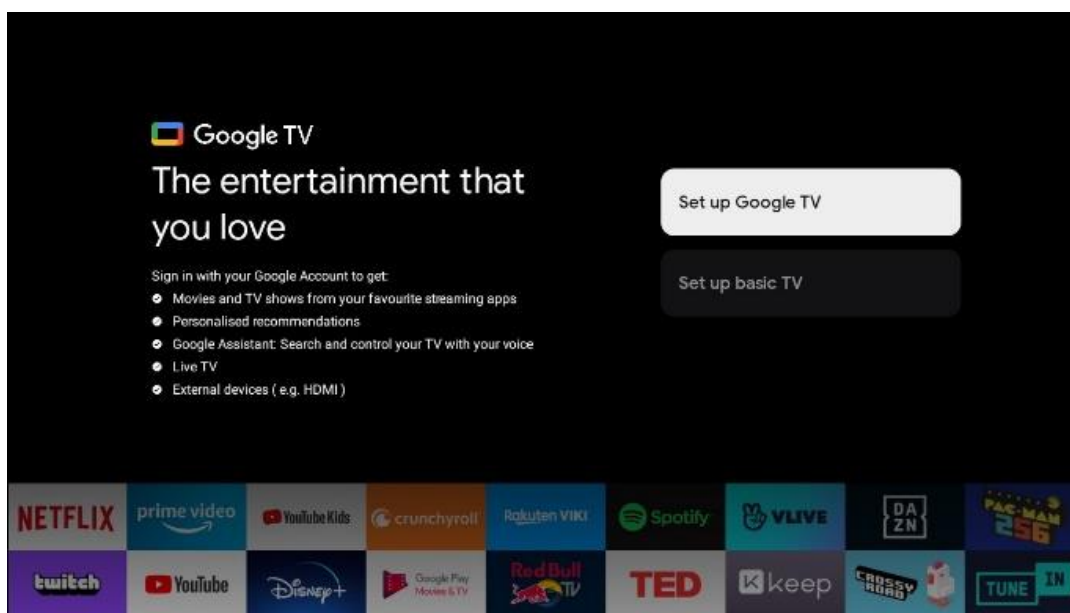 Google TV
The entertainment that
you love
Sign in with your Google Account to get:
Movies and TV shows from your favourite streaming apps
Personalised recommendations
Google Assistant: Search and control your TV with your voice
Live TV
External devices ( e.g. HDMI )
Set up Google TV
Set up basic TV
NETFLIX prime video YouTube Kids crunchyroll Rakuten VIKI Spotify VLIVE DAZN PAC-MAN 256
twitch YouTube Disney+ Google Play Movies & TV Red Bull TV TED keep CROSSY ROAD TUNE IN